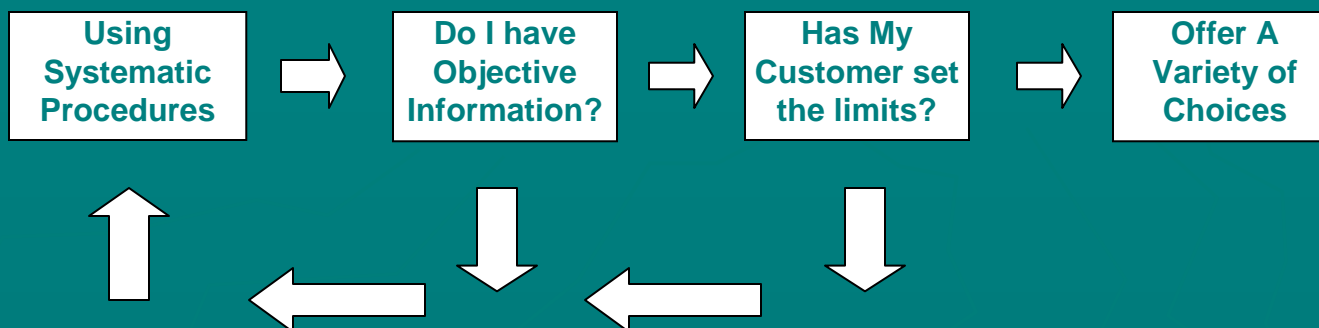 Using
Systematic
Procedures
Do I have
Objective
Information?
Has My
Customer set
the limits?
Offer A
Variety of
Choices